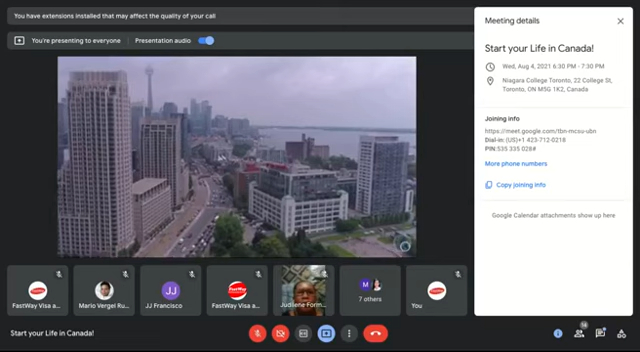 You have extensions installed that may affect the quality of your call
You're presenting to everyone
Presentation audio
Meeting details
Start your Life in Canada!
Wed, Aug 4, 2021 6:30 PM - 7:30 PM
Niagara College Toronto, 22 College St,
Toronto, ON M5G 1K2, Canada
Joining info
https://meet.google.com/tbn-mcsu-ubn
Dial-in: (US)+1 423-712-0218
PIN: 535 335 028#
More phone numbers
Copy joining info
Google Calendar attachments show up here
FastWay Visa a...
Mario Vergel Ru...
JJ
JJ Francisco
FastWay
FastWay Visa a...
Judilene Form...
M
7 others
You
Start your Life in Canada!
14